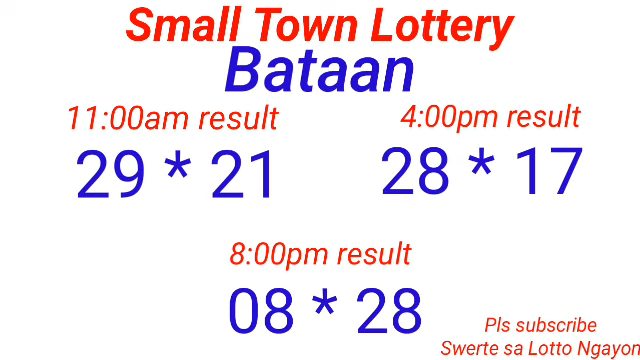 Small Town Lottery
Bataan
11:00am result
29 * 21
4:00pm result
28 * 17
8:00pm result
08 * 28
Pls subscribe
Swerte sa Lotto Ngayon